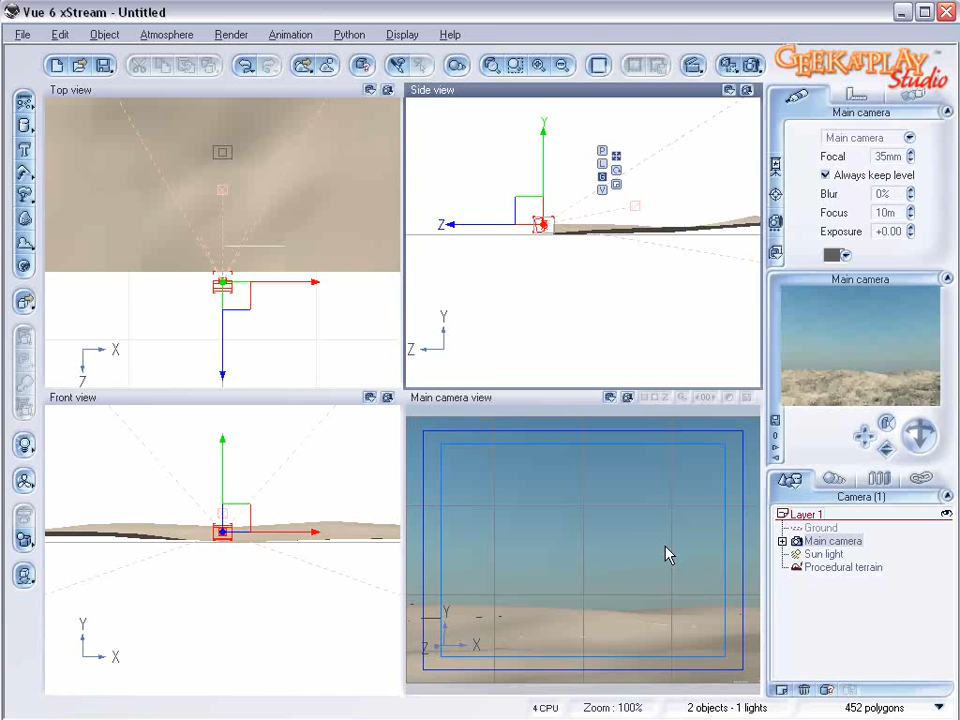 Vue 6 xStream - Untitled
File Edit Object Atmosphere Render Animation Python Display Help
GEEKATPLAY
Studio
Top view
Side view
Main camera
Main camera
Focal 35mm
Always keep level
Blur 0%
Focus 10m
Exposure +0.00
Y
P
L
G
V
Z
Y
Z
X
Z
Main camera
Front view
Main camera view
Camera (1)
Layer 1
Ground
Main camera
Sun light
Procedural terrain
Y
X
Y
Z
X
4 CPU Zoom : 100% 2 objects - 1 lights 452 polygons